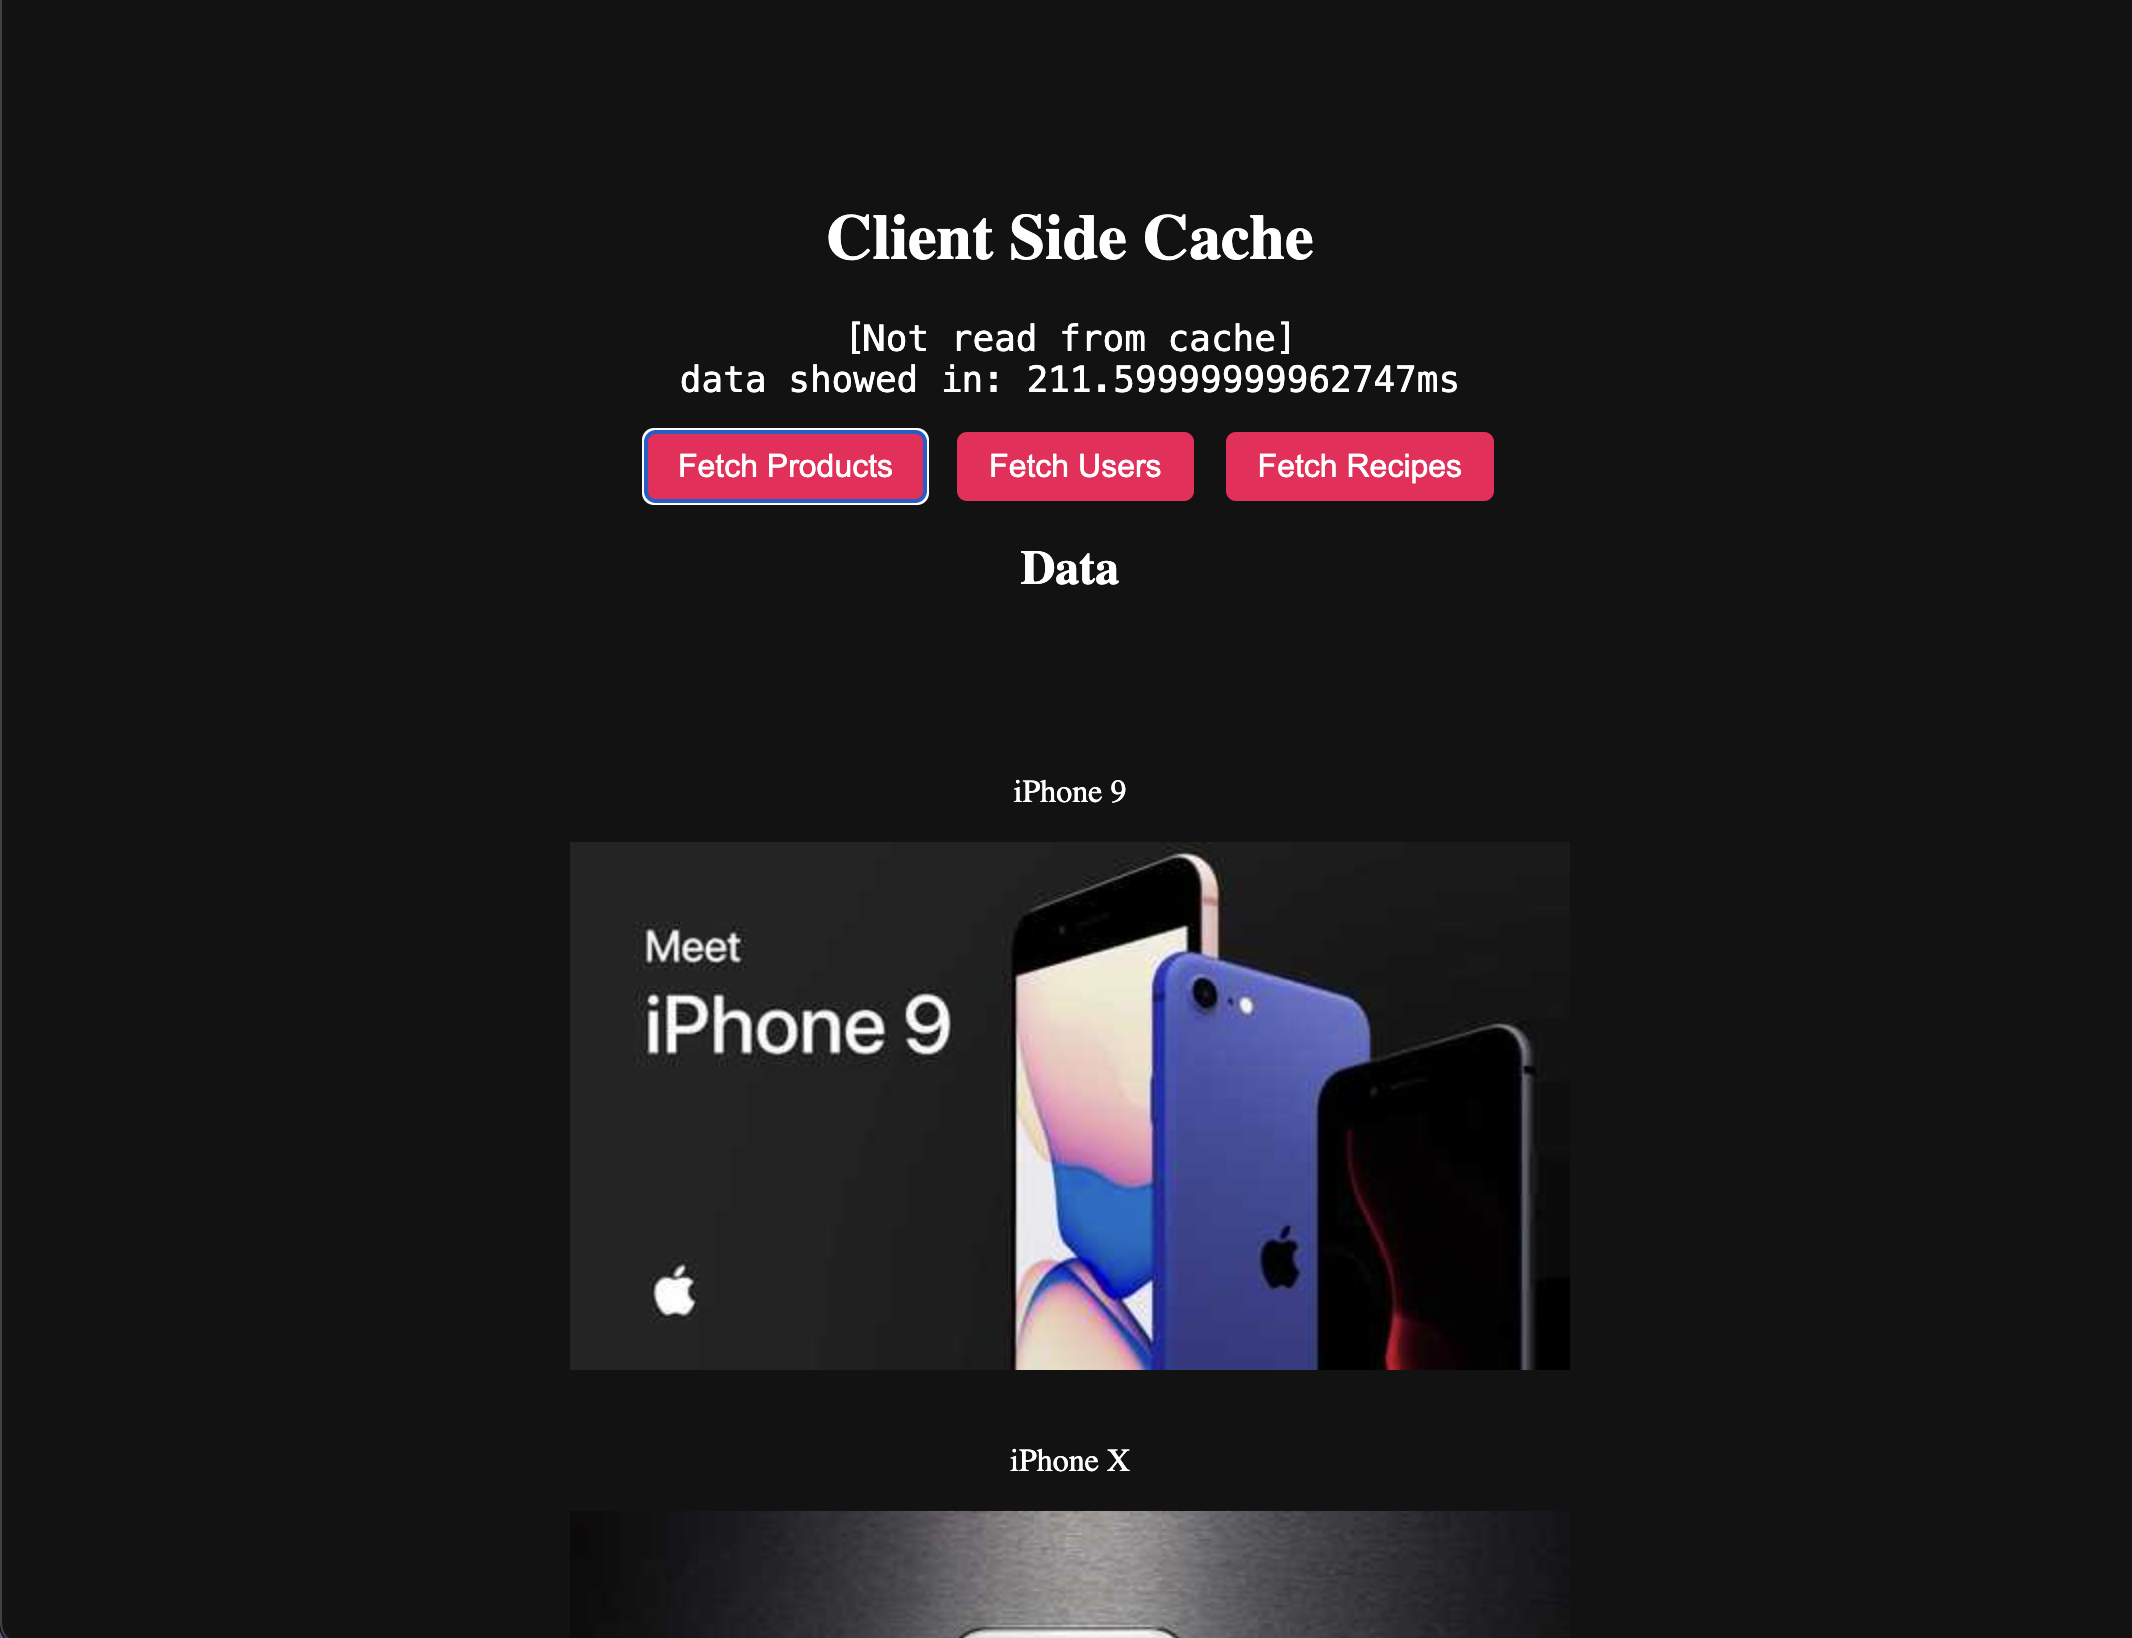 Client Side Cache
[Not read from cache]
data showed in: 211.59999999962747ms
Fetch Products Fetch Users Fetch Recipes
Data
iPhone 9
Meet
iPhone 9
iPhone X